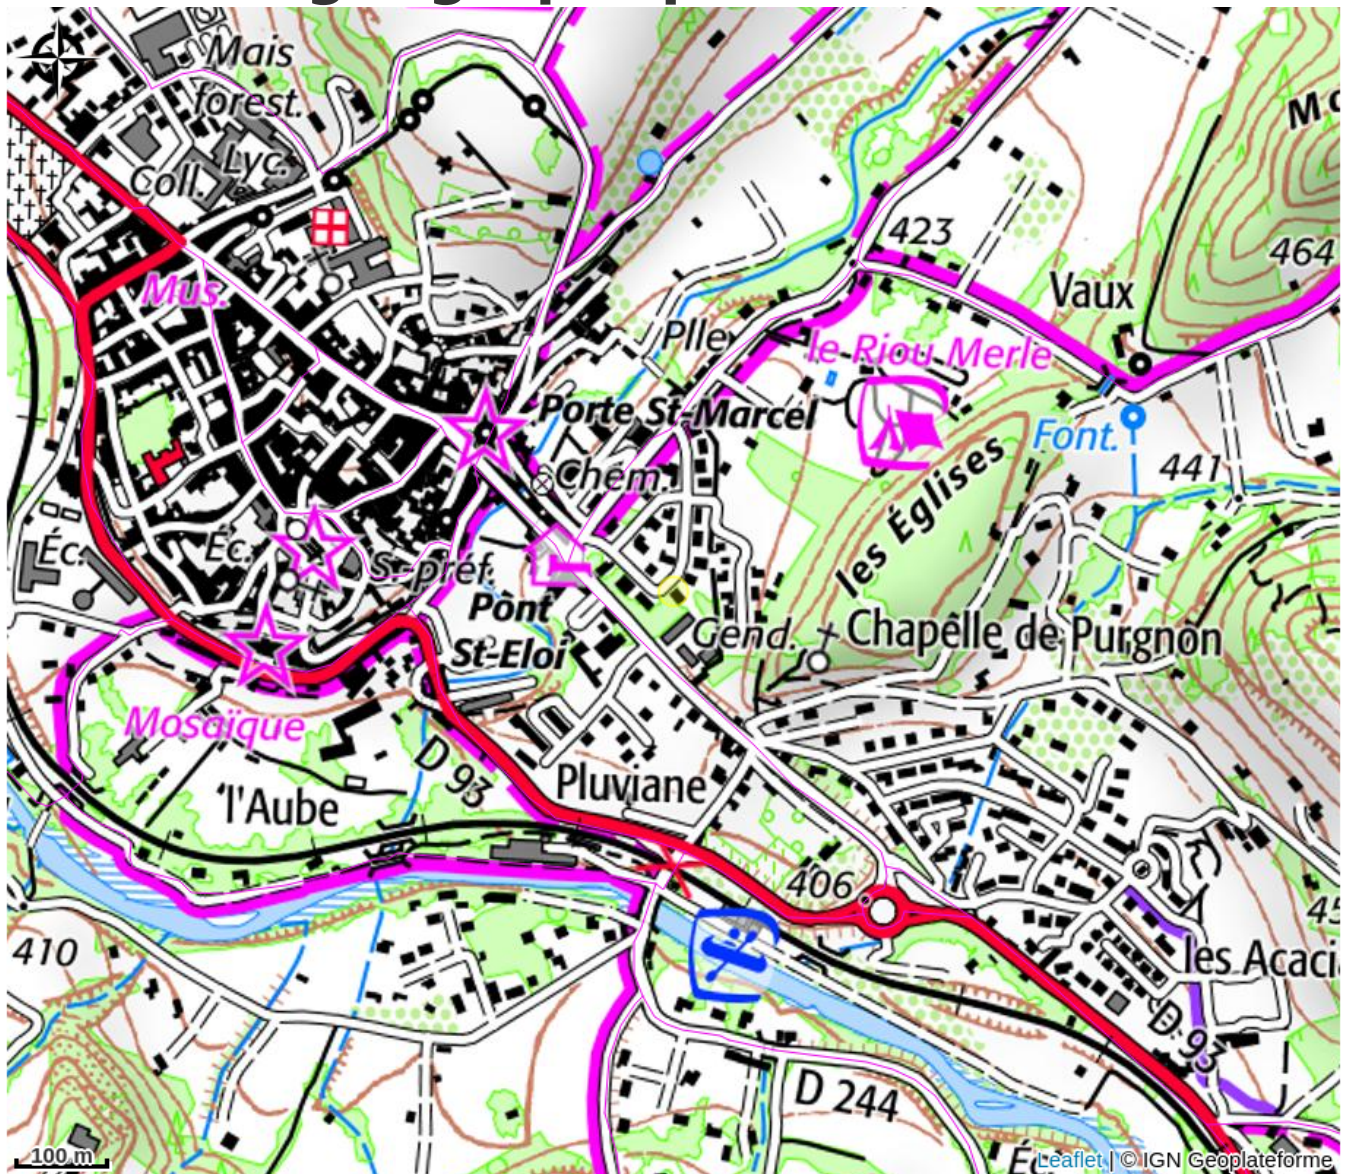 Mais
forest.
Lyc.
Coll.
Mus.
423
464
Vaux
Plle
le Riou Merle
Porte St-Marcel
Font.
441
Chém.
les Églises
Éc.
Éc.
S-préf.
Pont
St-Eloi
Gend.
Chapelle de Purgnon
Mosaïque
D 93
Pluviane
l'Aube
406
410
les Acaci
D 93
D 244
100 m
Leaflet | © IGN Geoplateforme